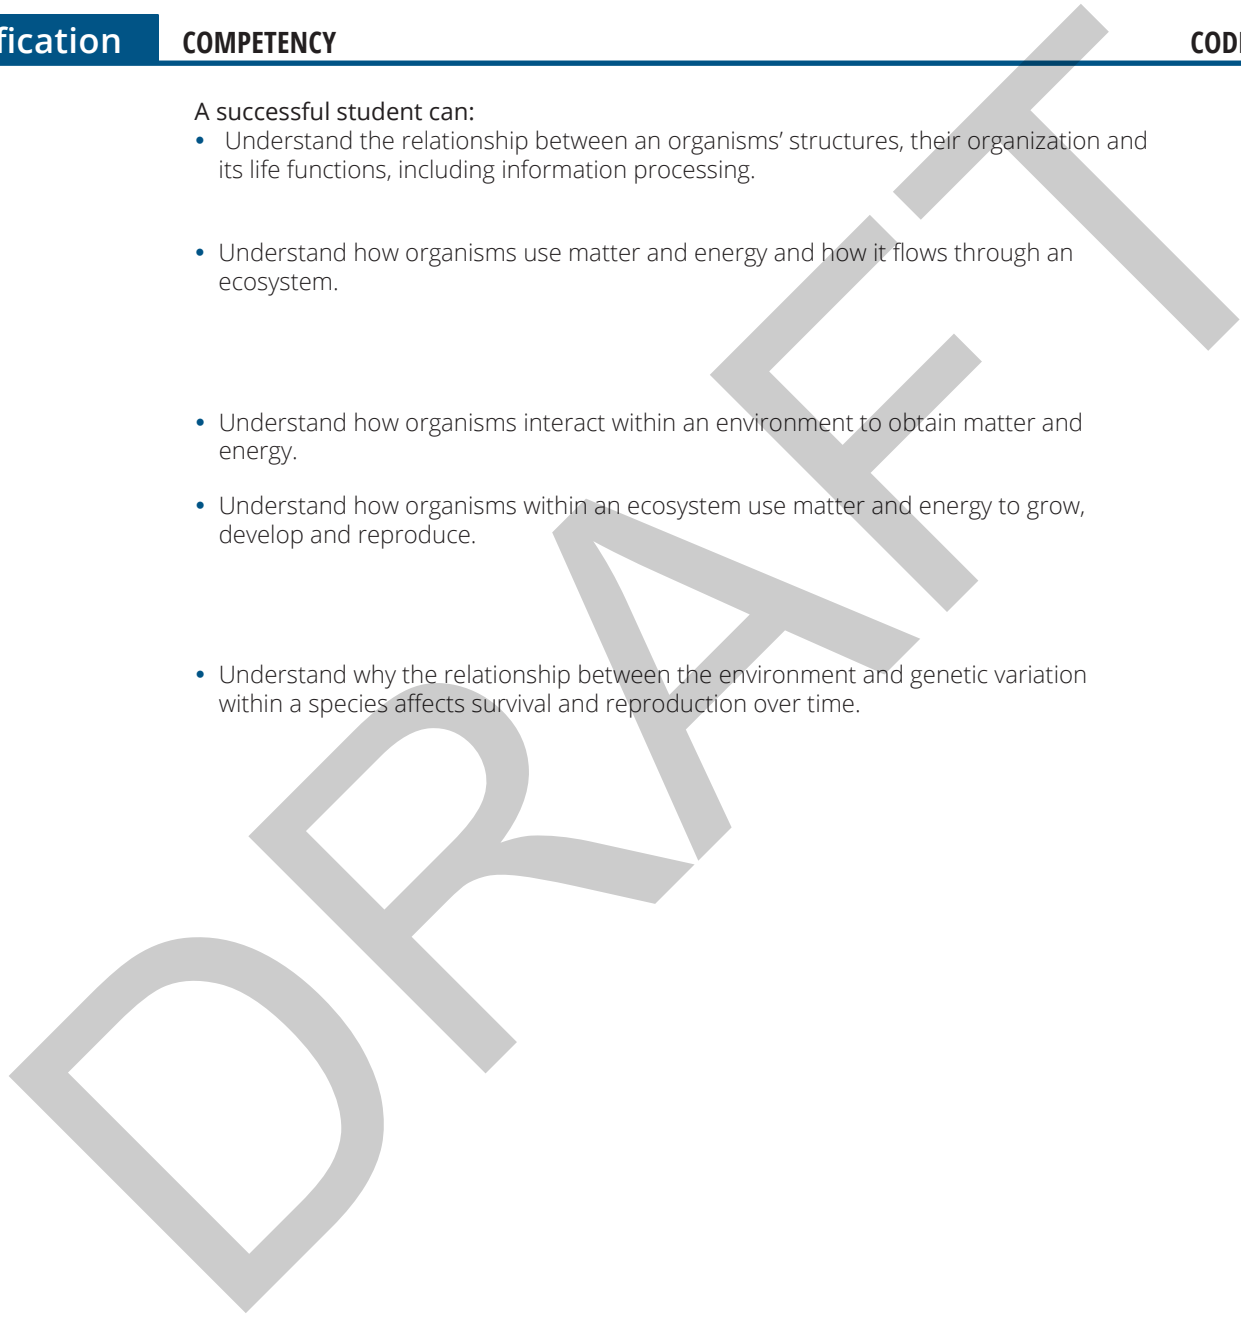 fication COMPETENCY COD
A successful student can:
• Understand the relationship between an organisms’ structures, their organization and
its life functions, including information processing.
• Understand how organisms use matter and energy and how it flows through an
ecosystem.
• Understand how organisms interact within an environment to obtain matter and
energy.
• Understand how organisms within an ecosystem use matter and energy to grow,
develop and reproduce.
• Understand why the relationship between the environment and genetic variation
within a species affects survival and reproduction over time.
DRAFT